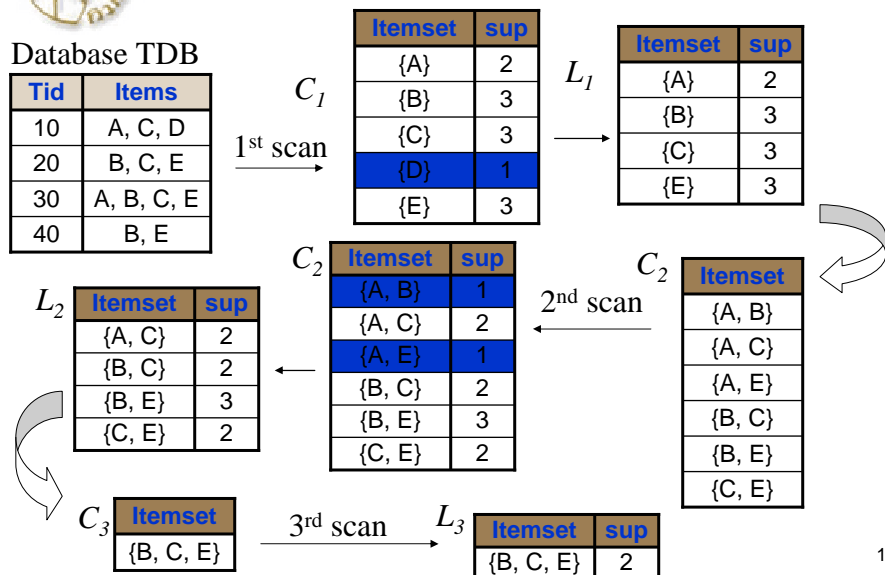 Database TDB
Tid Items
10 A, C, D
20 B, C, E
30 A, B, C, E
40 B, E
1st scan
C1
Itemset sup
{A} 2
{B} 3
{C} 3
{D} 1
{E} 3
L1
Itemset sup
{A} 2
{B} 3
{C} 3
{E} 3
C2
Itemset
{A, B}
{A, C}
{A, E}
{B, C}
{B, E}
{C, E}
2nd scan
C2
Itemset sup
{A, B} 1
{A, C} 2
{A, E} 1
{B, C} 2
{B, E} 3
{C, E} 2
L2
Itemset sup
{A, C} 2
{B, C} 2
{B, E} 3
{C, E} 2
C3
Itemset
{B, C, E}
3rd scan
L3
Itemset sup
{B, C, E} 2
1